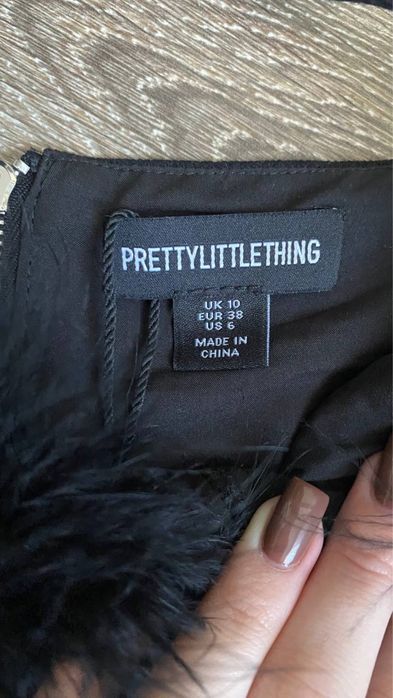 PRETTYLITTLETHING
UK 10
EUR 38
US 6
MADE IN
CHINA